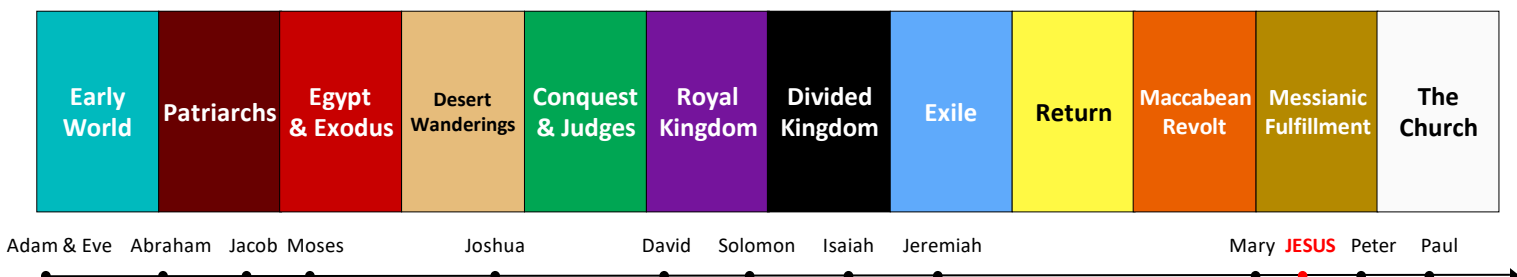 Early
World
Patriarchs
Egypt
& Exodus
Desert
Wanderings
Conquest
& Judges
Royal
Kingdom
Divided
Kingdom
Exile
Return
Maccabean
Revolt
Messianic
Fulfillment
The
Church
Adam & Eve Abraham Jacob Moses Joshua David Solomon Isaiah Jeremiah Mary JESUS Peter Paul